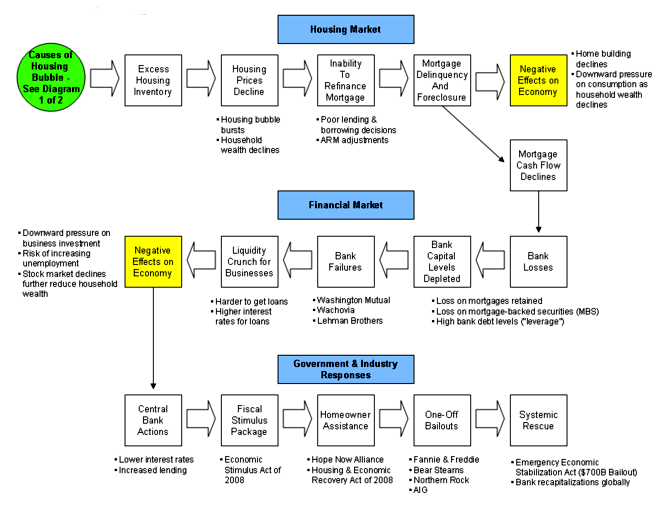 Housing Market
Causes of
Housing
Bubble -
See Diagram
1 of 2
Excess
Housing
Inventory
Housing
Prices
Decline
Inability
To
Refinance
Mortgage
Mortgage
Delinquency
And
Foreclosure
Negative
Effects on
Economy
• Home building
declines
• Downward pressure
on consumption as
household wealth
declines
• Housing bubble
bursts
• Household
wealth declines
• Poor lending &
borrowing decisions
• ARM adjustments
Mortgage
Cash Flow
Declines
Financial Market
• Downward pressure on
business investment
• Risk of increasing
unemployment
• Stock market declines
further reduce household
wealth
Negative
Effects on
Economy
Liquidity
Crunch for
Businesses
Bank
Failures
Bank
Capital
Levels
Depleted
Bank
Losses
• Harder to get loans
• Higher interest
rates for loans
• Washington Mutual
• Wachovia
• Lehman Brothers
• Loss on mortgages retained
• Loss on mortgage-backed securities (MBS)
• High bank debt levels ("leverage")
Government & Industry
Responses
Central
Bank
Actions
Fiscal
Stimulus
Package
Homeowner
Assistance
One-Off
Bailouts
Systemic
Rescue
• Lower interest rates
• Increased lending
• Economic
Stimulus Act of
2008
• Hope Now Alliance
• Housing & Economic
Recovery Act of 2008
• Fannie & Freddie
• Bear Stearns
• Northern Rock
• AIG
• Emergency Economic
Stabilization Act ($700B Bailout)
• Bank recapitalizations globally